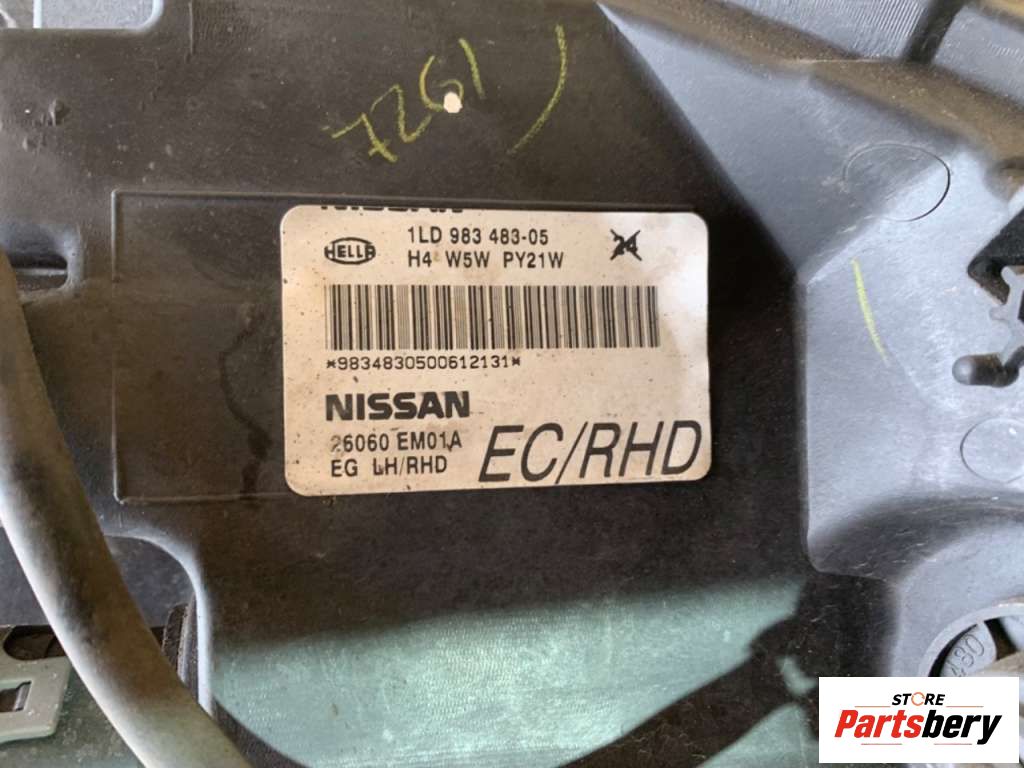 7261
NISSAN
HELLA
1LD 983 483-05
24
H4 W5W PY21W
*9834830500612131*
NISSAN
26060 EM01A
EG LH/RHD
EC/RHD
STORE
Partsbery